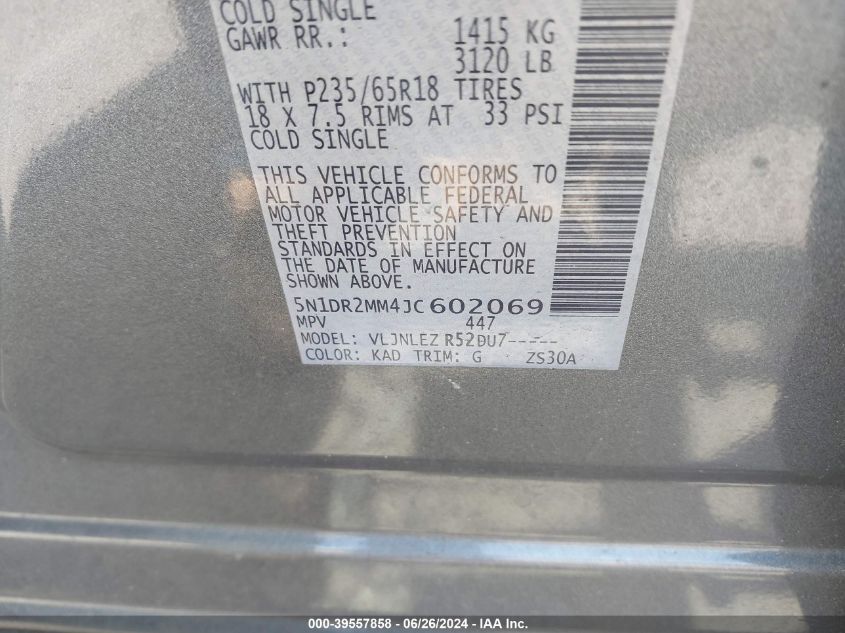 COLD SINGLE
GAWR RR.: 1415 KG
3120 LB
WITH P235/65R18 TIRES
18 X 7.5 RIMS AT 33 PSI
COLD SINGLE
THIS VEHICLE CONFORMS TO
ALL APPLICABLE FEDERAL
MOTOR VEHICLE SAFETY AND
THEFT PREVENTION
STANDARDS IN EFFECT ON
THE DATE OF MANUFACTURE
SHOWN ABOVE.
5N1DR2MM4JC602069
MPV 447
MODEL: VLJNLEZ R52DU7-----
COLOR: KAD TRIM: G ZS30A
000-39557858 - 06/26/2024 - IAA Inc.